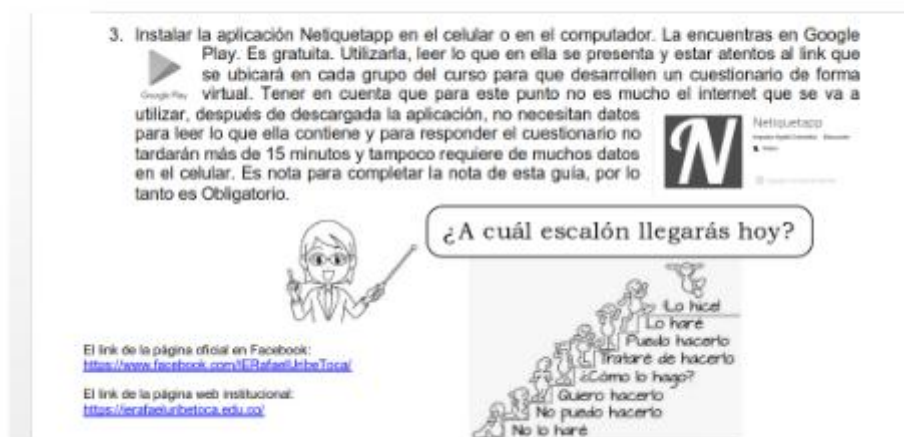 3. Instalar la aplicación Netiquetapp en el celular o en el computador. La encuentras en Google
Play. Es gratuita. Utilizarla, leer lo que en ella se presenta y estar atentos al link que
se ubicará en cada grupo del curso para que desarrollen un cuestionario de forma
Google Play
virtual. Tener en cuenta que para este punto no es mucho el internet que se va a
utilizar, después de descargada la aplicación, no necesitan datos
para leer lo que ella contiene y para responder el cuestionario no
tardarán más de 15 minutos y tampoco requiere de muchos datos
en el celular. Es nota para completar la nota de esta guía, por lo
tanto es Obligatorio.
N
Netiquetapp
¿A cuál escalón llegarás hoy?
¡Lo hice!
Lo haré
Puedo hacerlo
Trataré de hacerlo
¿Cómo lo hago?
Quiero hacerlo
No puedo hacerlo
No lo haré
El link de la página oficial en Facebook:
https://www.facebook.com/IERafaelUribeToca/
El link de la página web institucional:
https://ierafaeluribetoca.edu.co/